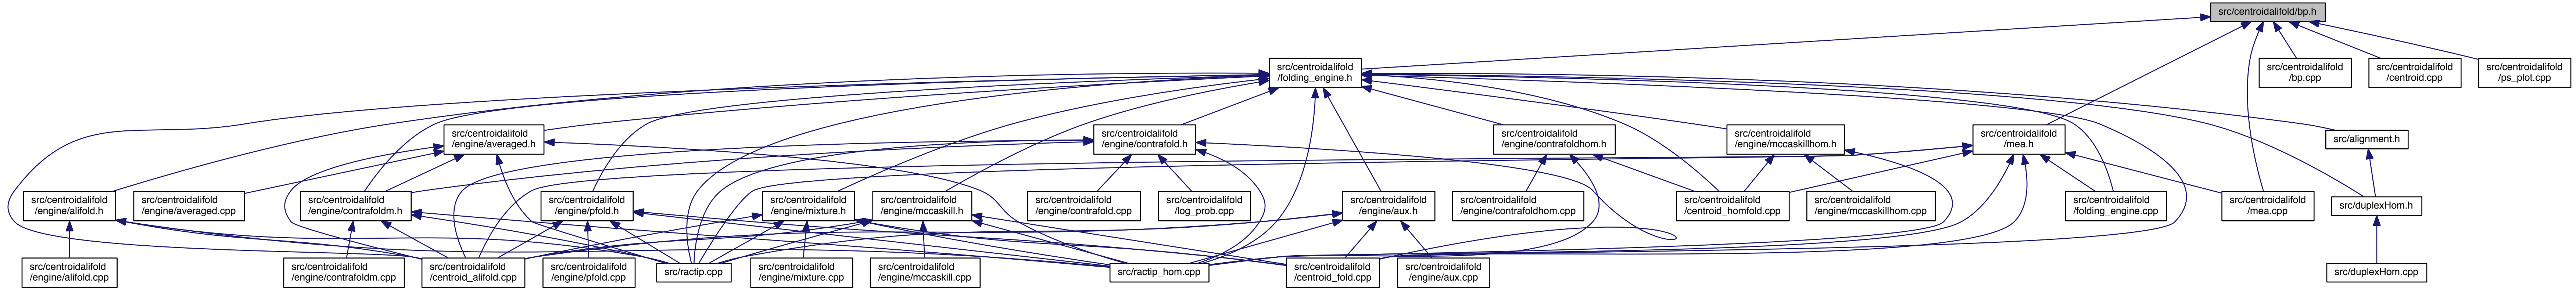 src/centroidalifold/bp.h
src/centroidalifold
/folding_engine.h
src/centroidalifold
/bp.cpp
src/centroidalifold
/centroid.cpp
src/centroidalifold
/ps_plot.cpp
src/centroidalifold
/engine/averaged.h
src/centroidalifold
/engine/contrafold.h
src/centroidalifold
/engine/contrafoldhom.h
src/centroidalifold
/engine/mccaskillhom.h
src/centroidalifold
/mea.h
src/alignment.h
src/centroidalifold
/engine/alifold.h
src/centroidalifold
/engine/averaged.cpp
src/centroidalifold
/engine/contrafoldm.h
src/centroidalifold
/engine/pfold.h
src/centroidalifold
/engine/mixture.h
src/centroidalifold
/engine/mccaskill.h
src/centroidalifold
/engine/contrafold.cpp
src/centroidalifold
/log_prob.cpp
src/centroidalifold
/engine/aux.h
src/centroidalifold
/engine/contrafoldhom.cpp
src/centroidalifold
/centroid_homfold.cpp
src/centroidalifold
/engine/mccaskillhom.cpp
src/centroidalifold
/folding_engine.cpp
src/centroidalifold
/mea.cpp
src/duplexHom.h
src/centroidalifold
/engine/alifold.cpp
src/centroidalifold
/engine/contrafoldm.cpp
src/centroidalifold
/centroid_alifold.cpp
src/centroidalifold
/engine/pfold.cpp
src/ractip.cpp
src/centroidalifold
/engine/mixture.cpp
src/centroidalifold
/engine/mccaskill.cpp
src/ractip_hom.cpp
src/centroidalifold
/centroid_fold.cpp
src/centroidalifold
/engine/aux.cpp
src/duplexHom.cpp